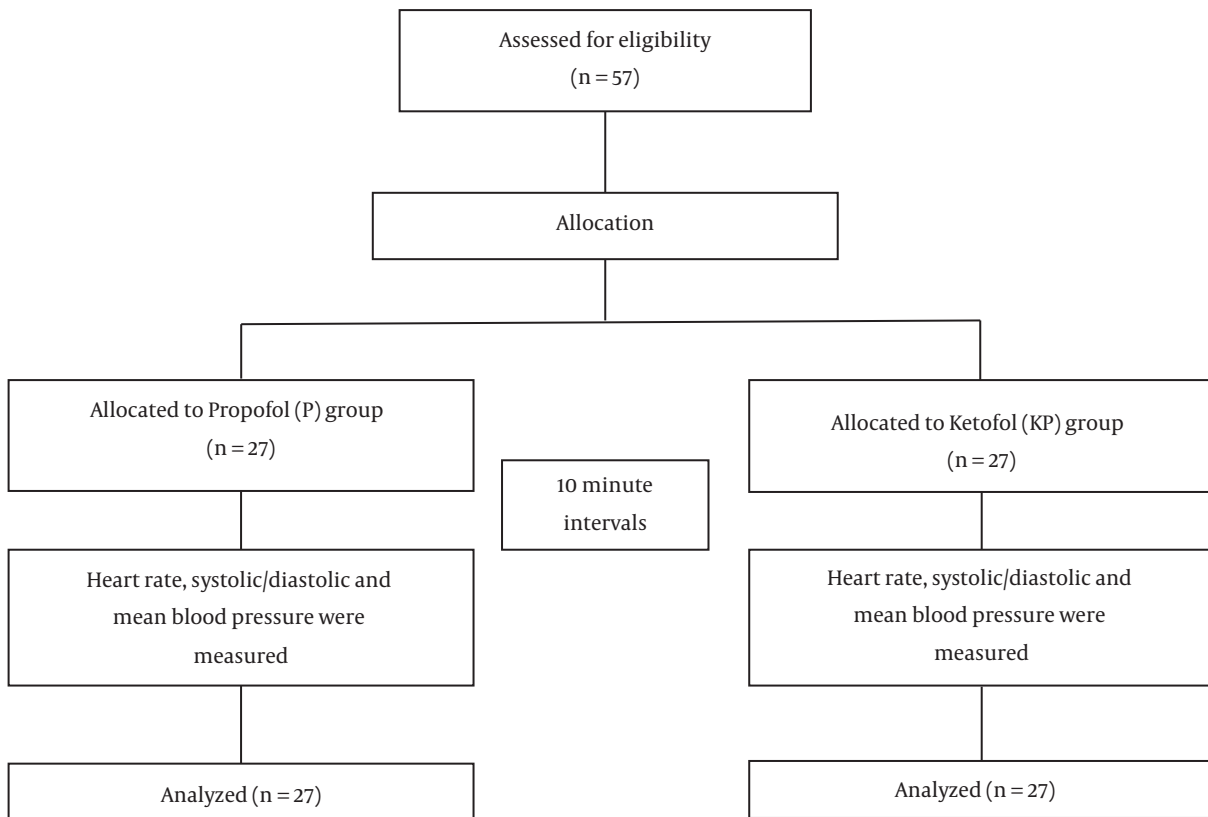 Assessed for eligibility
(n = 57)
Allocation
Allocated to Propofol (P) group
(n = 27)
Allocated to Ketofol (KP) group
(n = 27)
10 minute
intervals
Heart rate, systolic/diastolic and
mean blood pressure were
measured
Heart rate, systolic/diastolic and
mean blood pressure were
measured
Analyzed (n = 27)
Analyzed (n = 27)